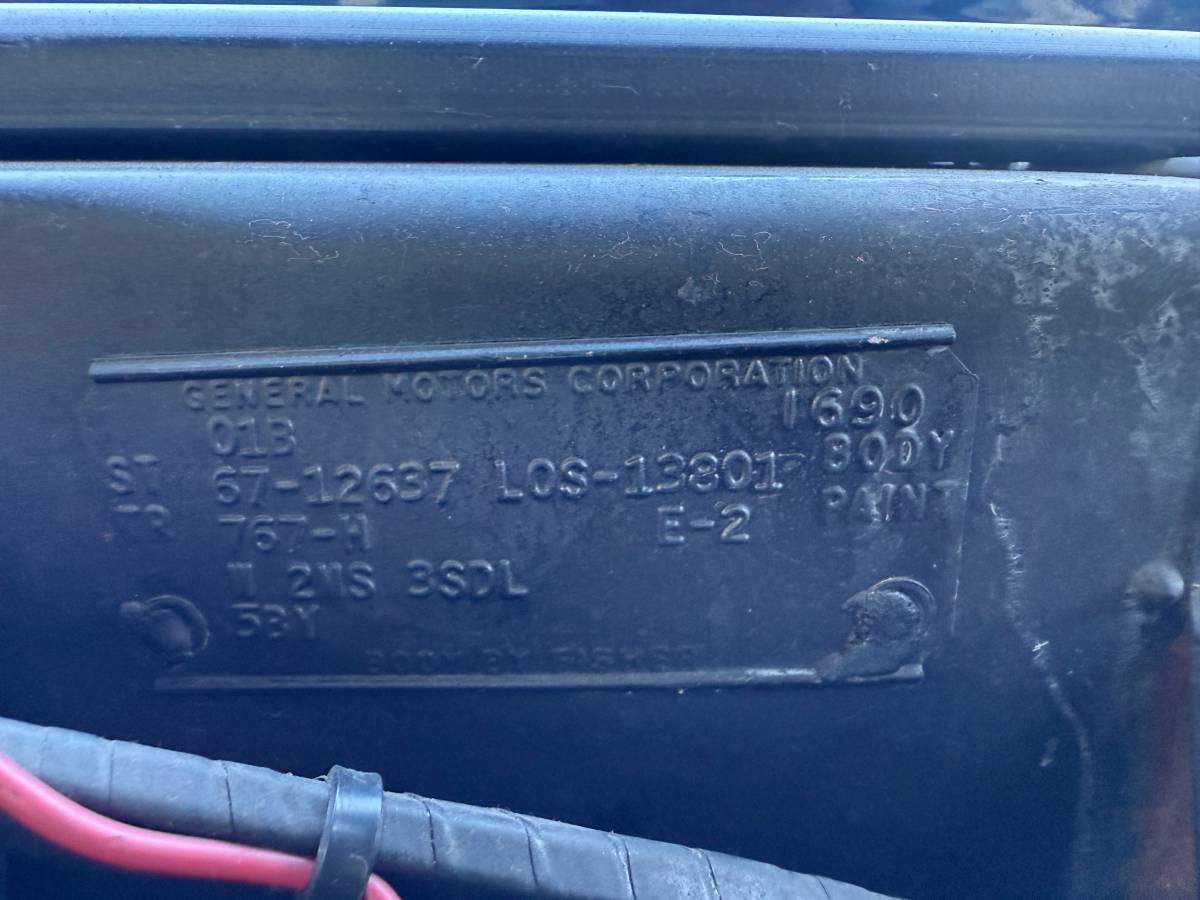 GENERAL MOTORS CORPORATION
01B 1690
ST 67-12637 LOS-13801 BODY
TR 767-H E-2 PAINT
W 2WS 3SDL
5BY
BODY BY FISHER